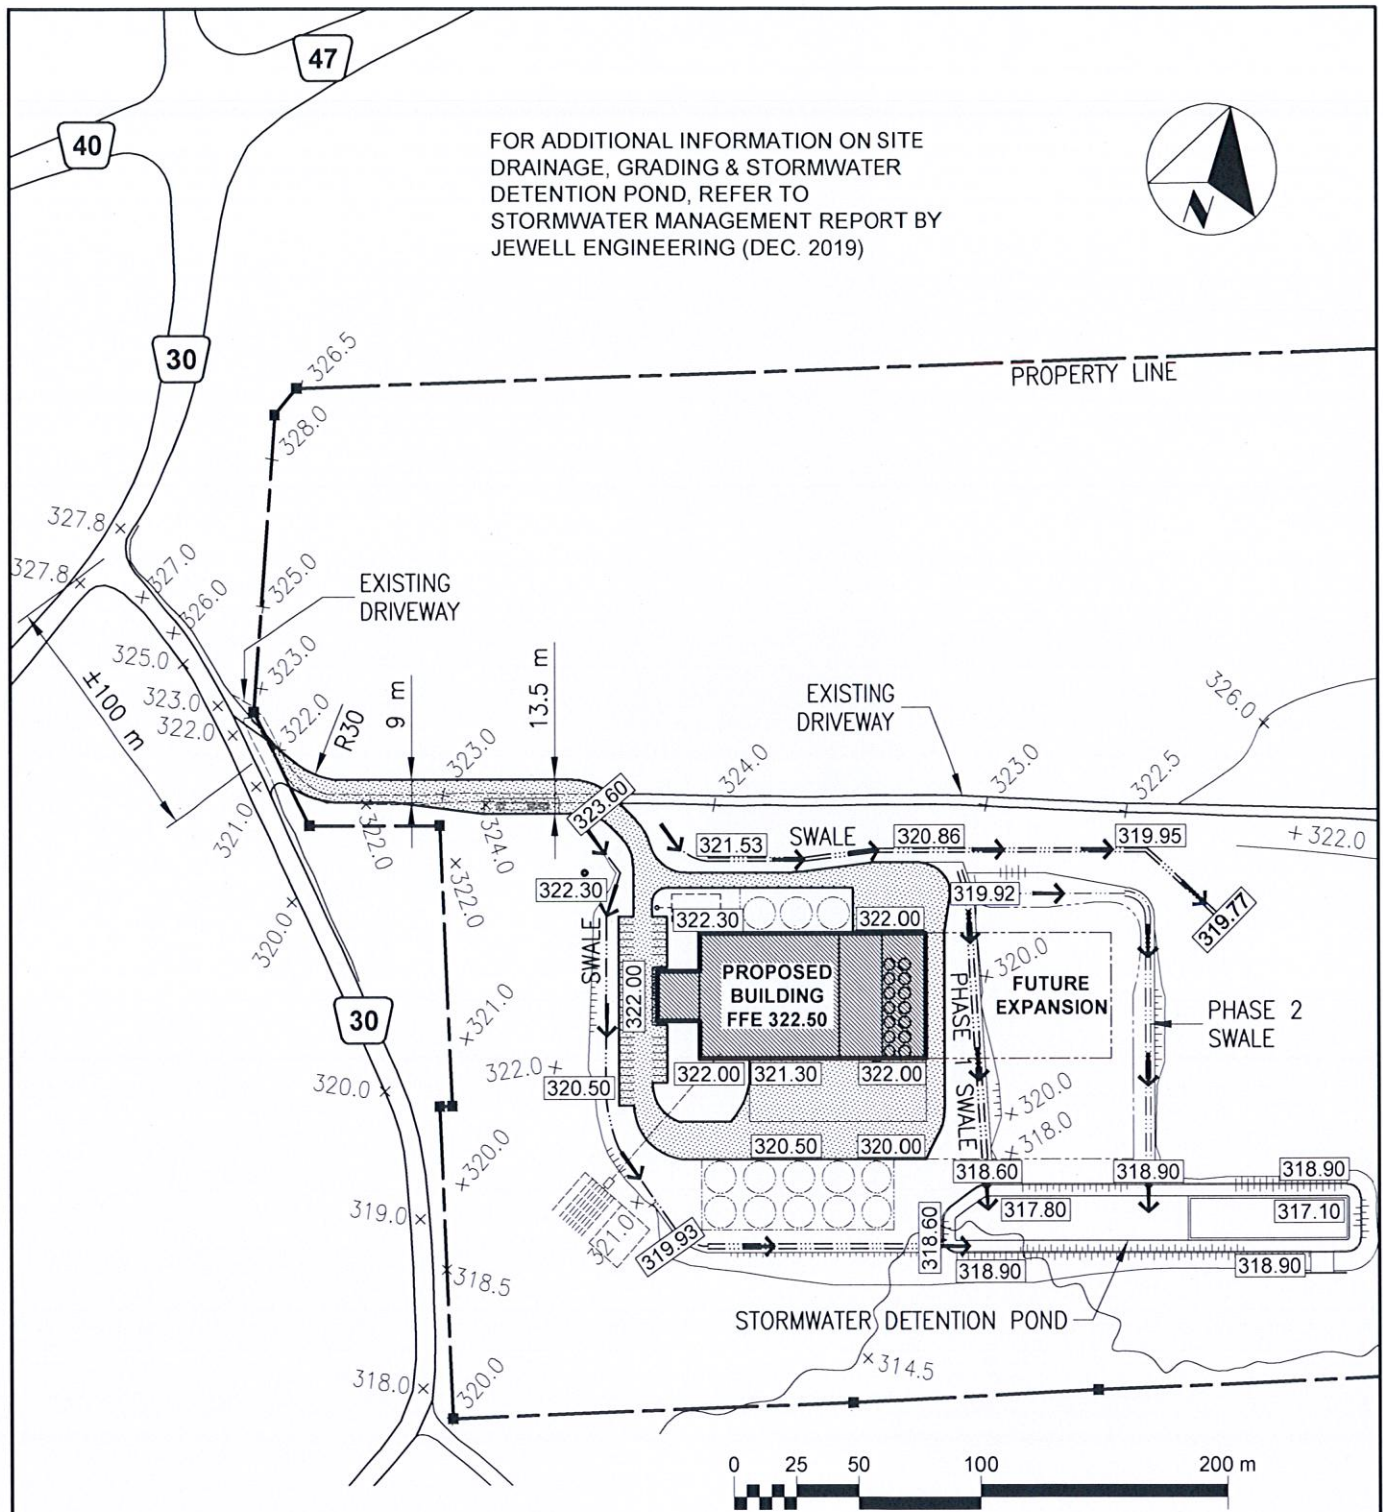 47
40
FOR ADDITIONAL INFORMATION ON SITE
DRAINAGE, GRADING & STORMWATER
DETENTION POND, REFER TO
STORMWATER MANAGEMENT REPORT BY
JEWELL ENGINEERING (DEC. 2019)
N
30
326.5
PROPERTY LINE
328.0
327.8
327.8
327.0
326.0
325.0
325.0
EXISTING
DRIVEWAY
323.0
323.0
322.0
322.0
±100 m
R30
9 m
13.5 m
323.0
EXISTING
DRIVEWAY
326.0
324.0
323.0
322.5
321.0
322.0
324.0
323.60
321.53
SWALE
320.86
319.95
+ 322.0
322.0
322.30
319.92
319.77
322.30
322.00
320.0
SWALE
322.00
PROPOSED
BUILDING
FFE 322.50
PHASE 1 SWALE
320.0
FUTURE
EXPANSION
PHASE 2
SWALE
30
321.0
322.0
320.50
322.00
321.30
322.00
320.0
320.0
318.0
320.50
320.00
320.0
318.60
318.90
318.90
319.0
317.80
317.10
321.0
319.93
318.60
318.90
318.90
318.5
STORMWATER DETENTION POND
314.5
318.0
320.0
0 25 50 100 200 m